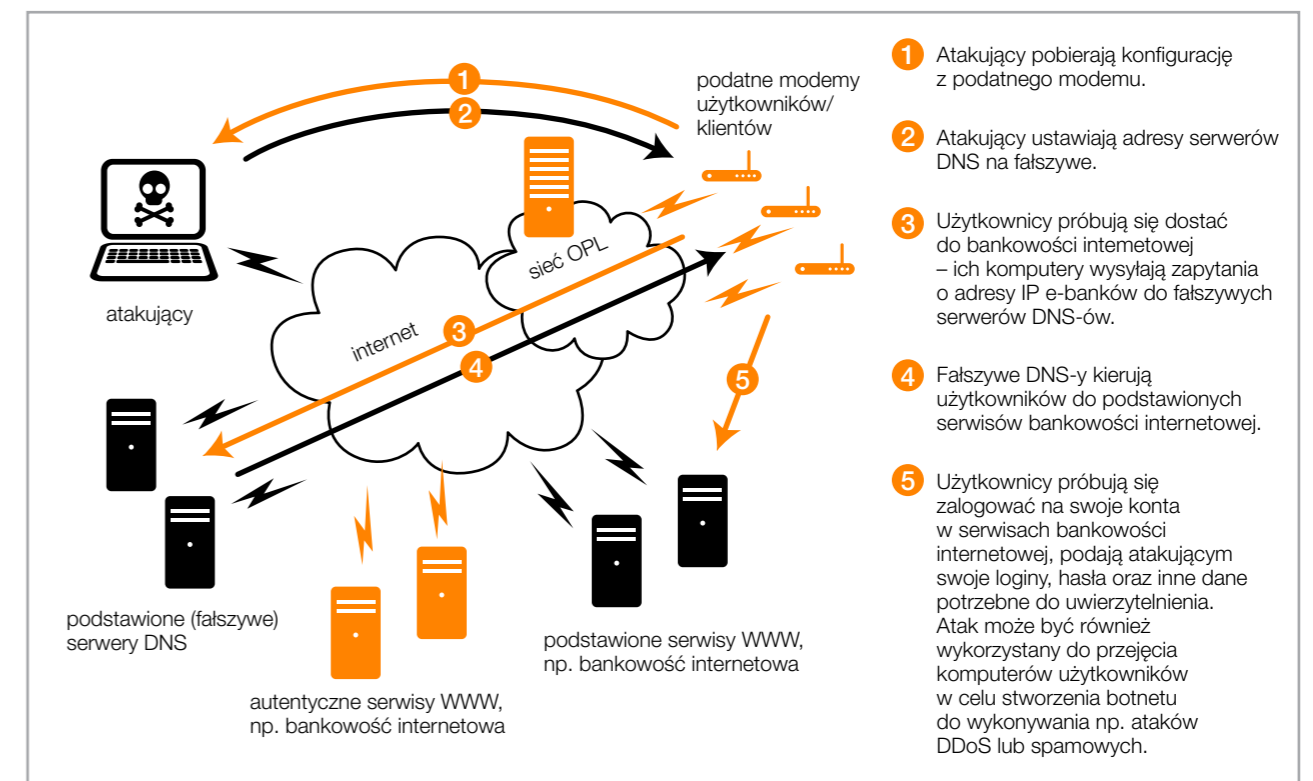 1
2
podatne modemy
użytkowników/
klientów
atakujący
sieć OPL
internet
3
4
5
podstawione (fałszywe)
serwery DNS
autentyczne serwisy WWW,
np. bankowość internetowa
podstawione serwisy WWW,
np. bankowość internetowa
1 Atakujący pobierają konfigurację
z podatnego modemu.
2 Atakujący ustawiają adresy serwerów
DNS na fałszywe.
3 Użytkownicy próbują się dostać
do bankowości intemetowej
– ich komputery wysyłają zapytania
o adresy IP e-banków do fałszywych
serwerów DNS-ów.
4 Fałszywe DNS-y kierują
użytkowników do podstawionych
serwisów bankowości internetowej.
5 Użytkownicy próbują się
zalogować na swoje konta
w serwisach bankowości
internetowej, podają atakującym
swoje loginy, hasła oraz inne dane
potrzebne do uwierzytelnienia.
Atak może być również
wykorzystany do przejęcia
komputerów użytkowników
w celu stworzenia botnetu
do wykonywania np. ataków
DDoS lub spamowych.